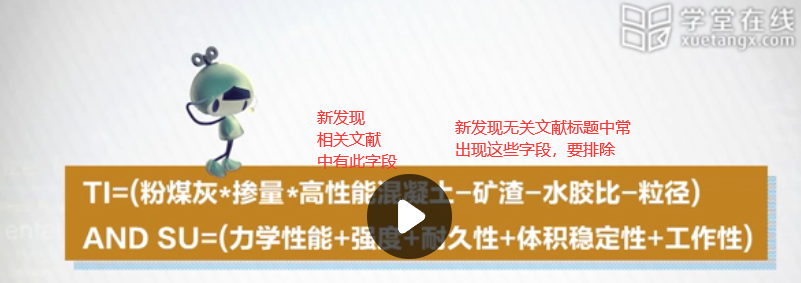 学堂在线
xuetangx.com
新发现
相关文献
中有此字段
新发现无关文献标题中常
出现这些字段，要排除
TI=(粉煤灰*掺量*高性能混凝土-矿渣-水胶比-粒径)
AND SU=(力学性能+强度+耐久性+体积稳定性+工作性)